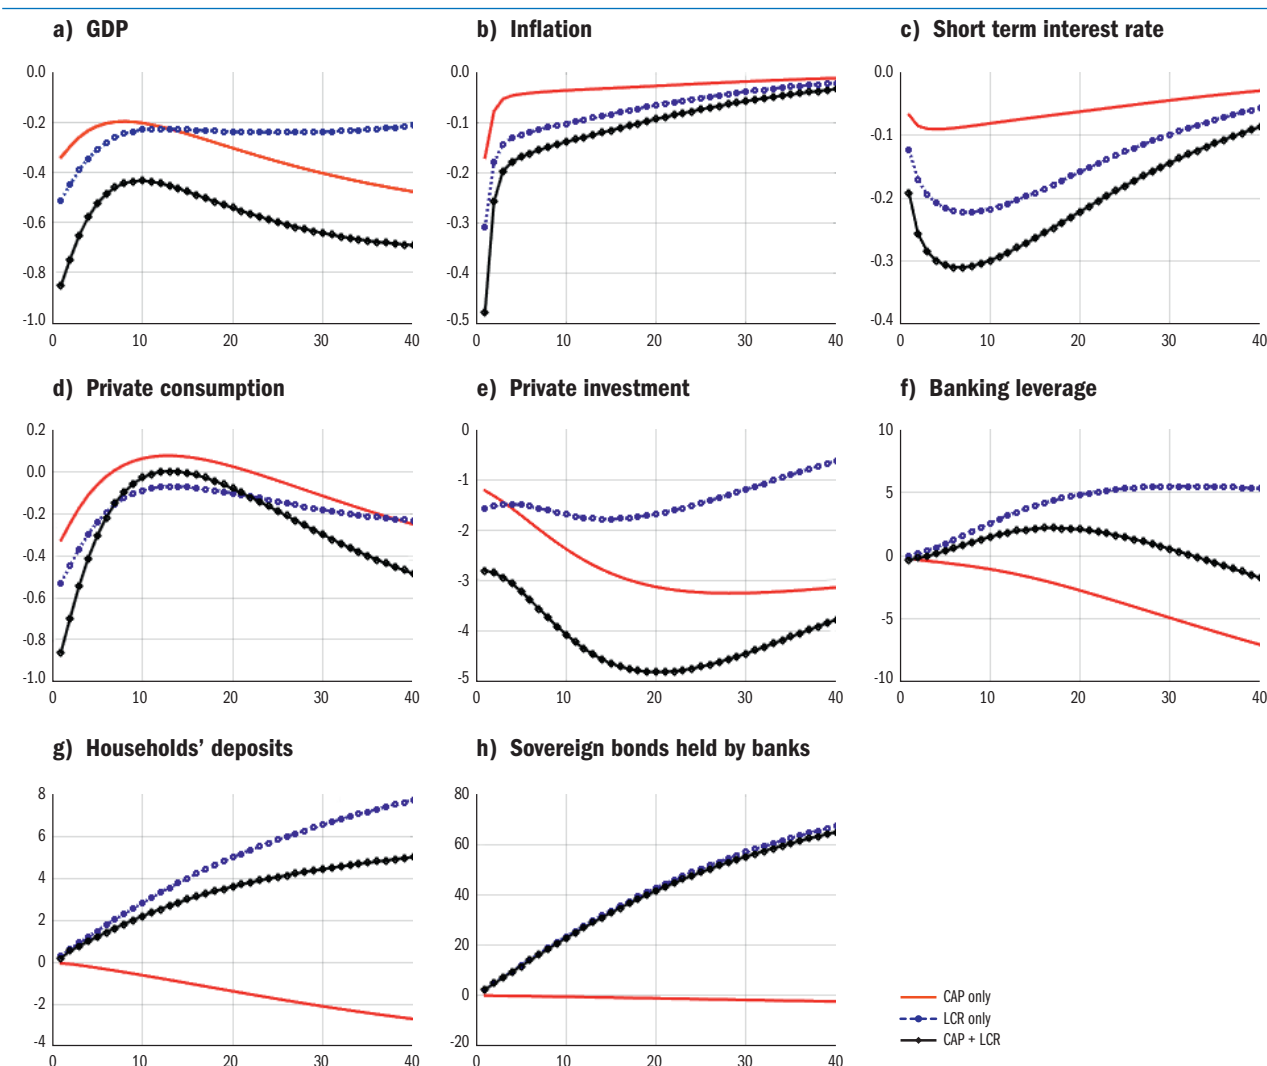 a) GDP
b) Inflation
c) Short term interest rate
0.0
-0.2
-0.4
-0.6
-0.8
-1.0
0 10 20 30 40
0.0
-0.1
-0.2
-0.3
-0.4
-0.5
0 10 20 30 40
0.0
-0.1
-0.2
-0.3
-0.4
0 10 20 30 40
d) Private consumption
e) Private investment
f) Banking leverage
0.2
0.0
-0.2
-0.4
-0.6
-0.8
-1.0
0 10 20 30 40
0
-1
-2
-3
-4
-5
0 10 20 30 40
10
5
0
-5
-10
0 10 20 30 40
g) Households’ deposits
h) Sovereign bonds held by banks
8
6
4
2
0
-2
-4
0 10 20 30 40
80
60
40
20
0
-20
0 10 20 30 40
CAP only
LCR only
CAP + LCR